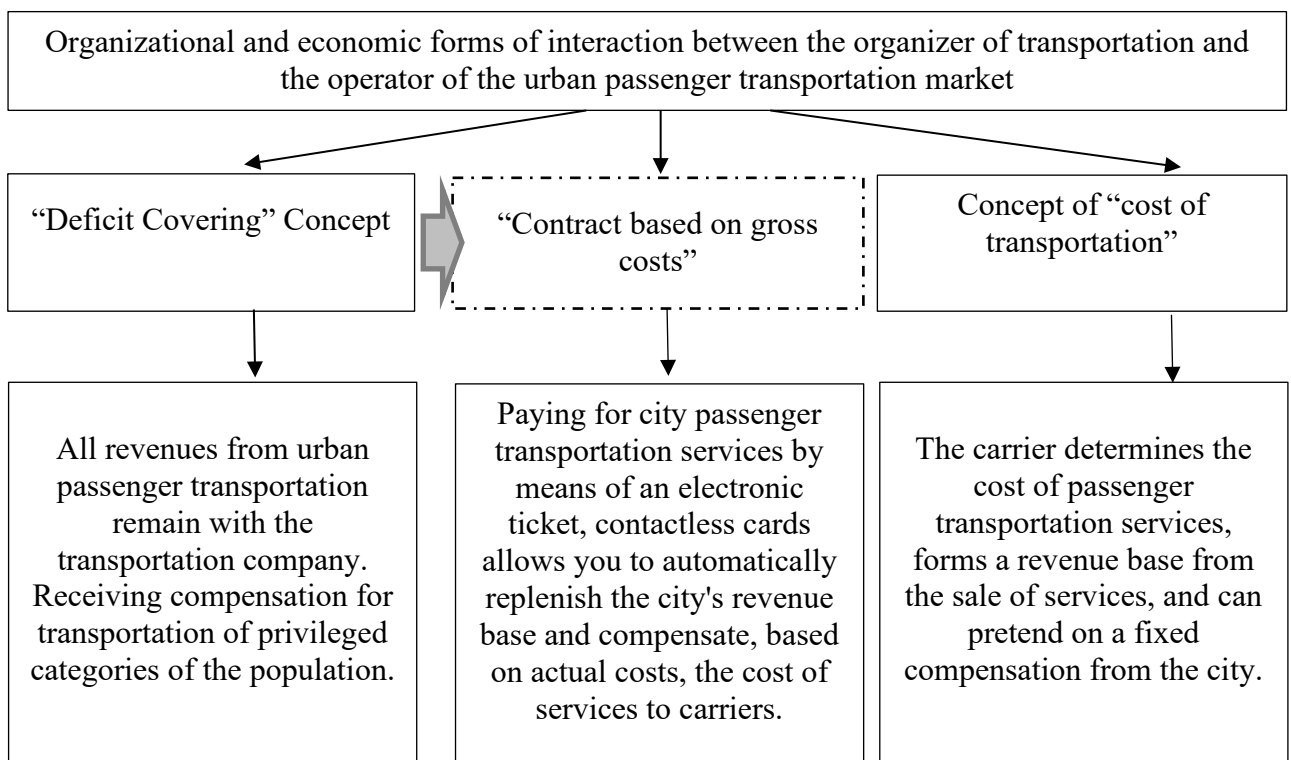 Organizational and economic forms of interaction between the organizer of transportation and
the operator of the urban passenger transportation market
“Deficit Covering” Concept
“Contract based on gross
costs”
Concept of “cost of
transportation”
All revenues from urban
passenger transportation
remain with the
transportation company.
Receiving compensation for
transportation of privileged
categories of the population.
Paying for city passenger
transportation services by
means of an electronic
ticket, contactless cards
allows you to automatically
replenish the city's revenue
base and compensate, based
on actual costs, the cost of
services to carriers.
The carrier determines the
cost of passenger
transportation services,
forms a revenue base from
the sale of services, and can
pretend on a fixed
compensation from the city.